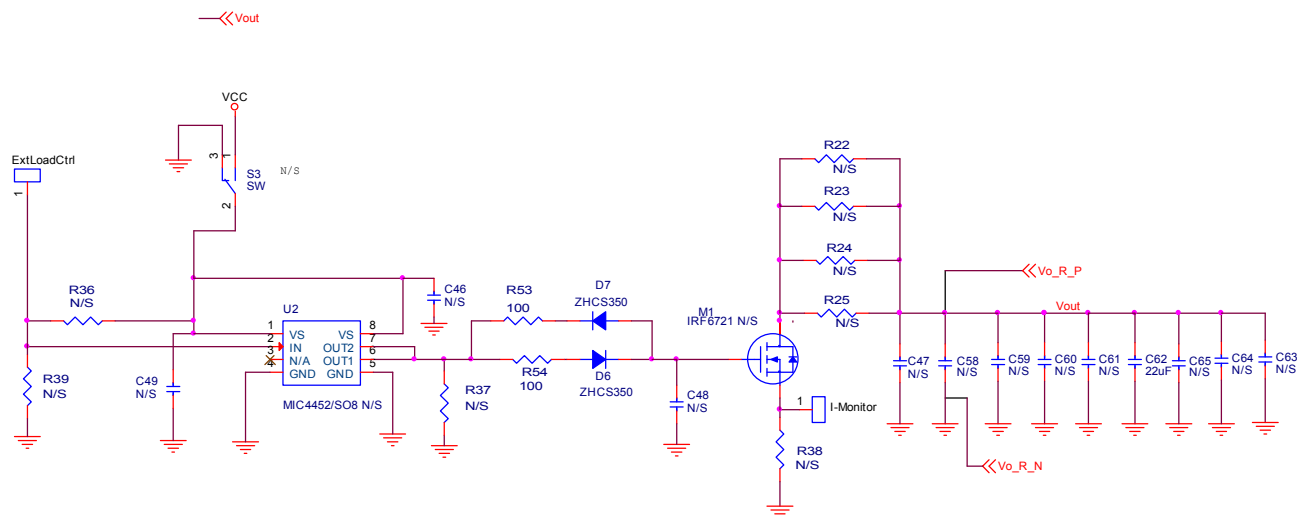 Vout
VCC
3
1
S3
SW
N/S
2
ExtLoadCtrl
1
R22
N/S
R23
N/S
R24
N/S
R25
N/S
Vo_R_P
Vout
R36
N/S
C46
N/S
U2
1
2
3
4
VS
IN
N/A
GND
VS
OUT2
OUT1
GND
8
7
6
5
MIC4452/SO8 N/S
R53
100
D7
ZHCS350
R54
100
D6
ZHCS350
M1
IRF6721 N/S
R39
N/S
C49
N/S
R37
N/S
C48
N/S
1
I-Monitor
R38
N/S
C47
N/S
C58
N/S
C59
N/S
C60
N/S
C61
N/S
C62
22uF
C65
N/S
C64
N/S
C63
N/S
Vo_R_N